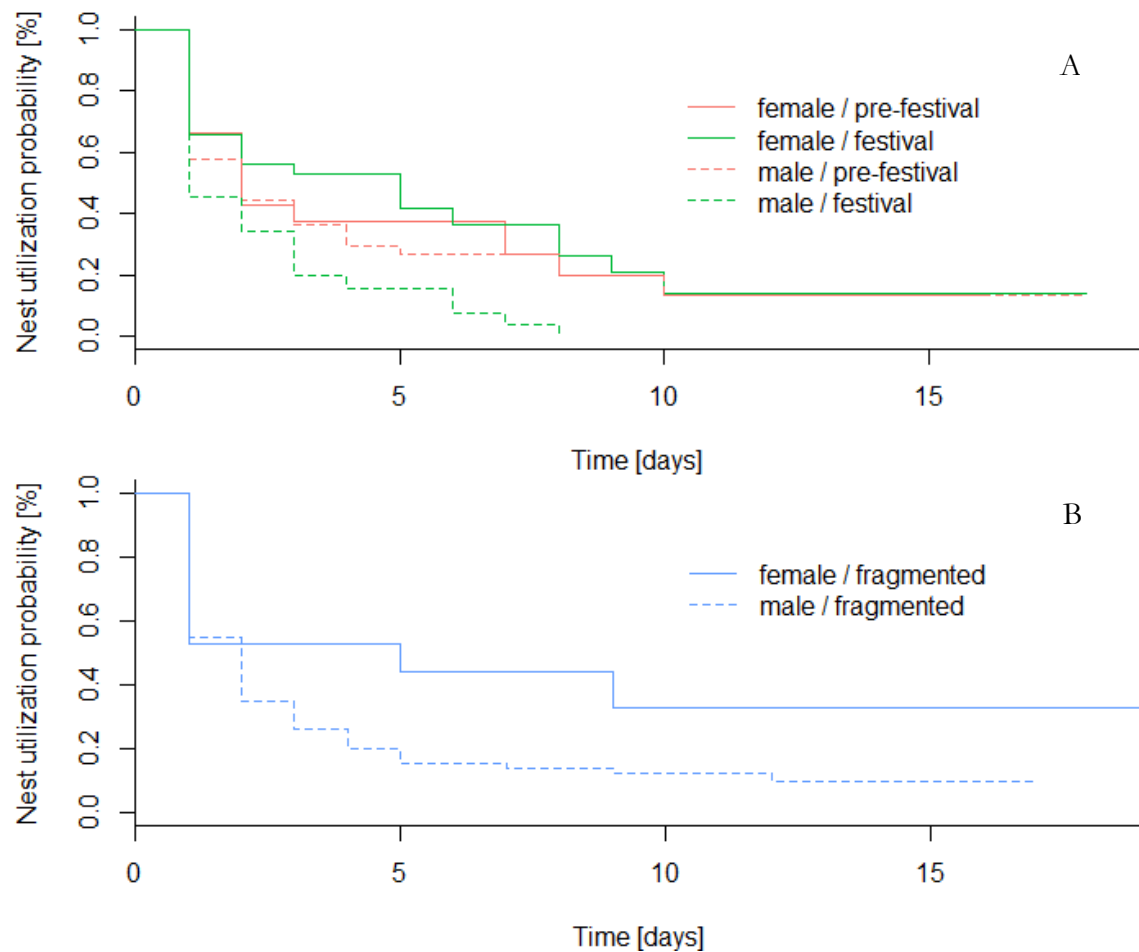 A
Nest utilization probability [%]
1.0
0.8
0.6
0.4
0.2
0.0
female / pre-festival
female / festival
male / pre-festival
male / festival
0 5 10 15
Time [days]
B
Nest utilization probability [%]
1.0
0.8
0.6
0.4
0.2
0.0
female / fragmented
male / fragmented
0 5 10 15
Time [days]